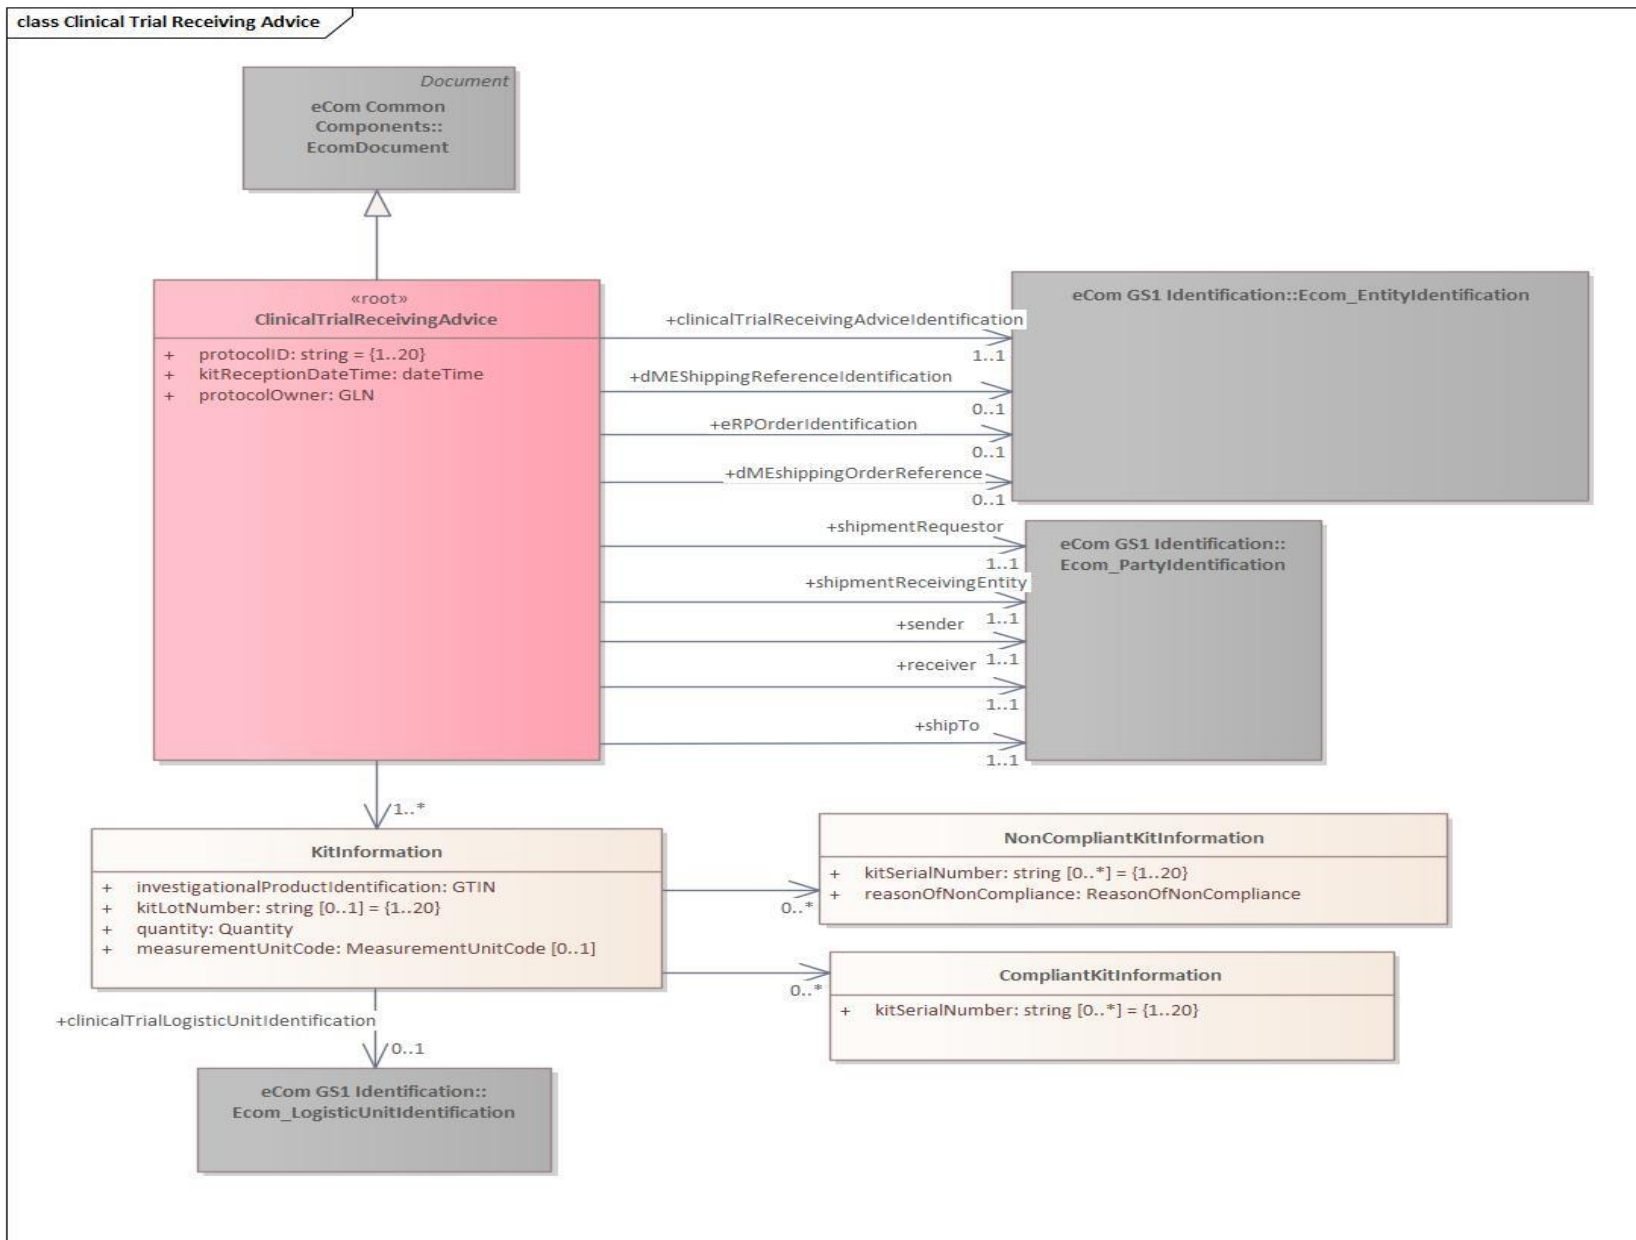 class Clinical Trial Receiving Advice
Document
eCom Common
Components::
EcomDocument
«root»
ClinicalTrialReceivingAdvice
+ protocolID: string = {1..20}
+ kitReceptionDateTime: dateTime
+ protocolOwner: GLN
+clinicalTrialReceivingAdviceIdentification
1..1
+dMEShippingReferenceIdentification
0..1
+eRPOrderIdentification
0..1
+dMEshippingOrderReference
0..1
eCom GS1 Identification::Ecom_EntityIdentification
+shipmentRequestor
1..1
+shipmentReceivingEntity
1..1
+sender
1..1
+receiver
1..1
+shipTo
1..1
eCom GS1 Identification::
Ecom_PartyIdentification
1..*
KitInformation
+ investigationalProductIdentification: GTIN
+ kitLotNumber: string [0..1] = {1..20}
+ quantity: Quantity
+ measurementUnitCode: MeasurementUnitCode [0..1]
0..*
NonCompliantKitInformation
+ kitSerialNumber: string [0..*] = {1..20}
+ reasonOfNonCompliance: ReasonOfNonCompliance
0..*
CompliantKitInformation
+ kitSerialNumber: string [0..*] = {1..20}
+clinicalTrialLogisticUnitIdentification
0..1
eCom GS1 Identification::
Ecom_LogisticUnitIdentification